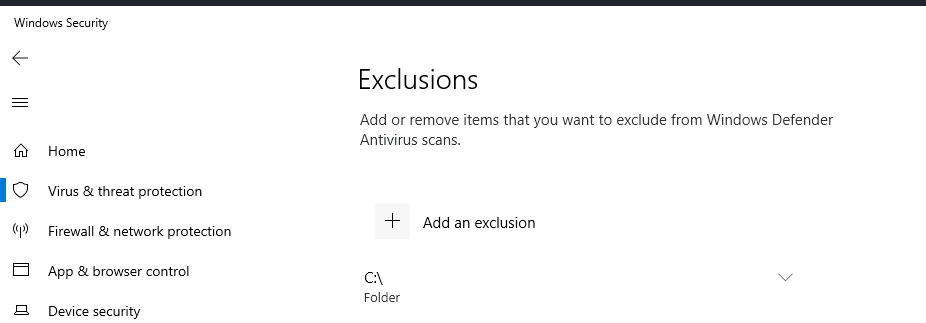 Windows Security
Exclusions
Add or remove items that you want to exclude from Windows Defender
Antivirus scans.
Home
Virus & threat protection
Firewall & network protection
App & browser control
Device security
Add an exclusion
C:\
Folder